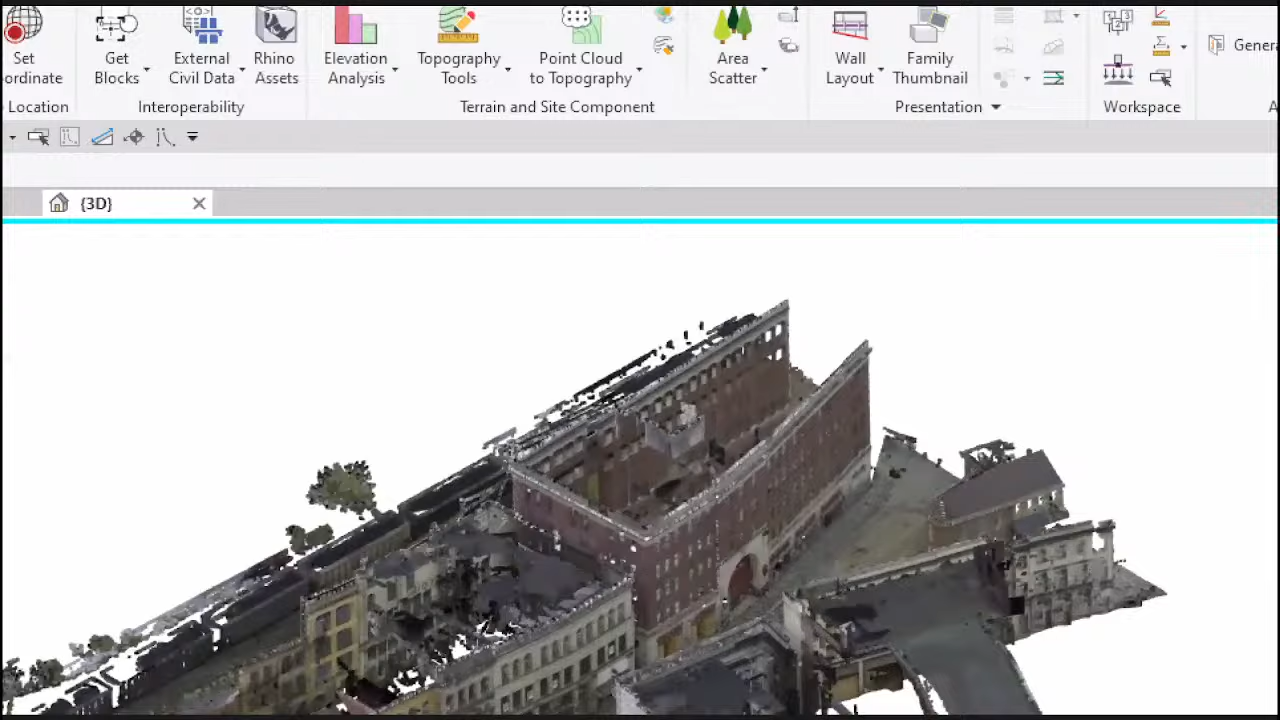 Set
ordinate
Get
Blocks
External
Civil Data
Rhino
Assets
Elevation
Analysis
Topography
Tools
Point Cloud
to Topography
Area
Scatter
Wall
Layout
Family
Thumbnail
Gener
Location
Interoperability
Terrain and Site Component
Presentation
Workspace
A
{3D}